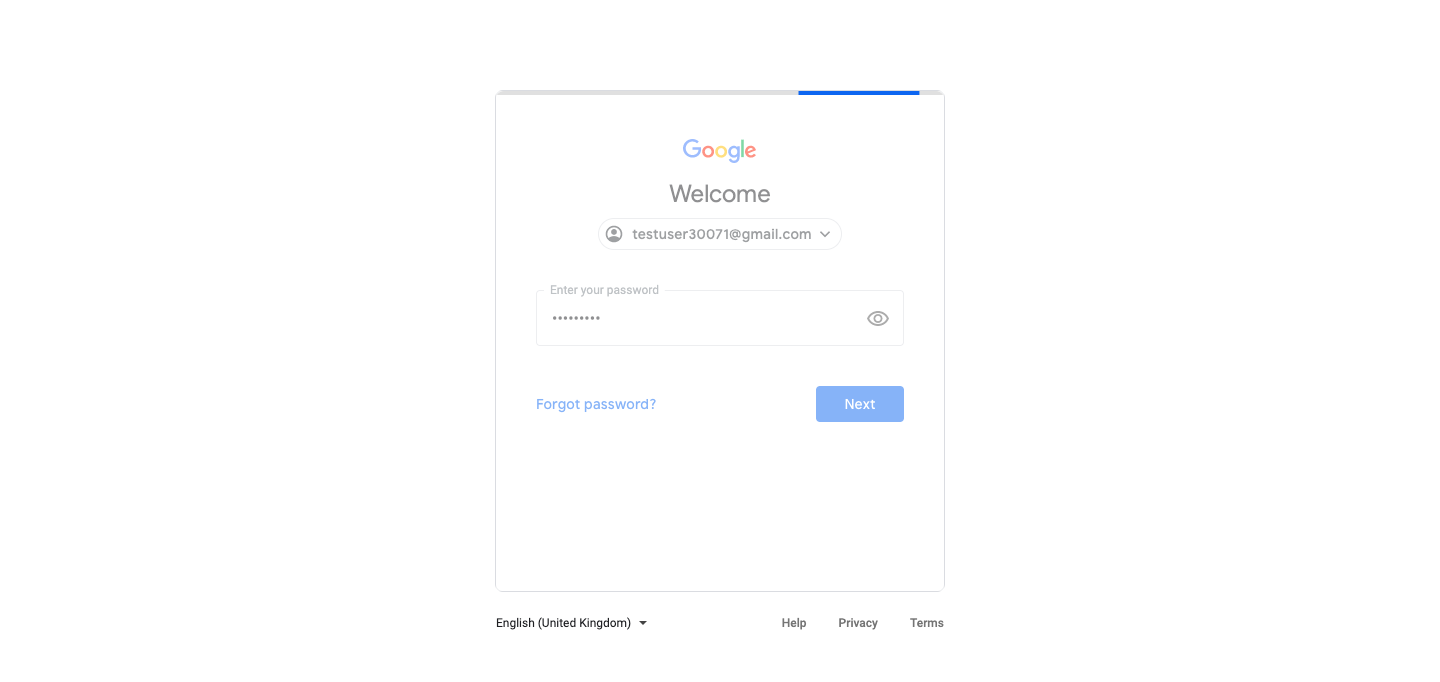 Google
Welcome
testuser30071@gmail.com
Enter your password
•••••••••
Forgot password?
Next
English (United Kingdom)
Help
Privacy
Terms